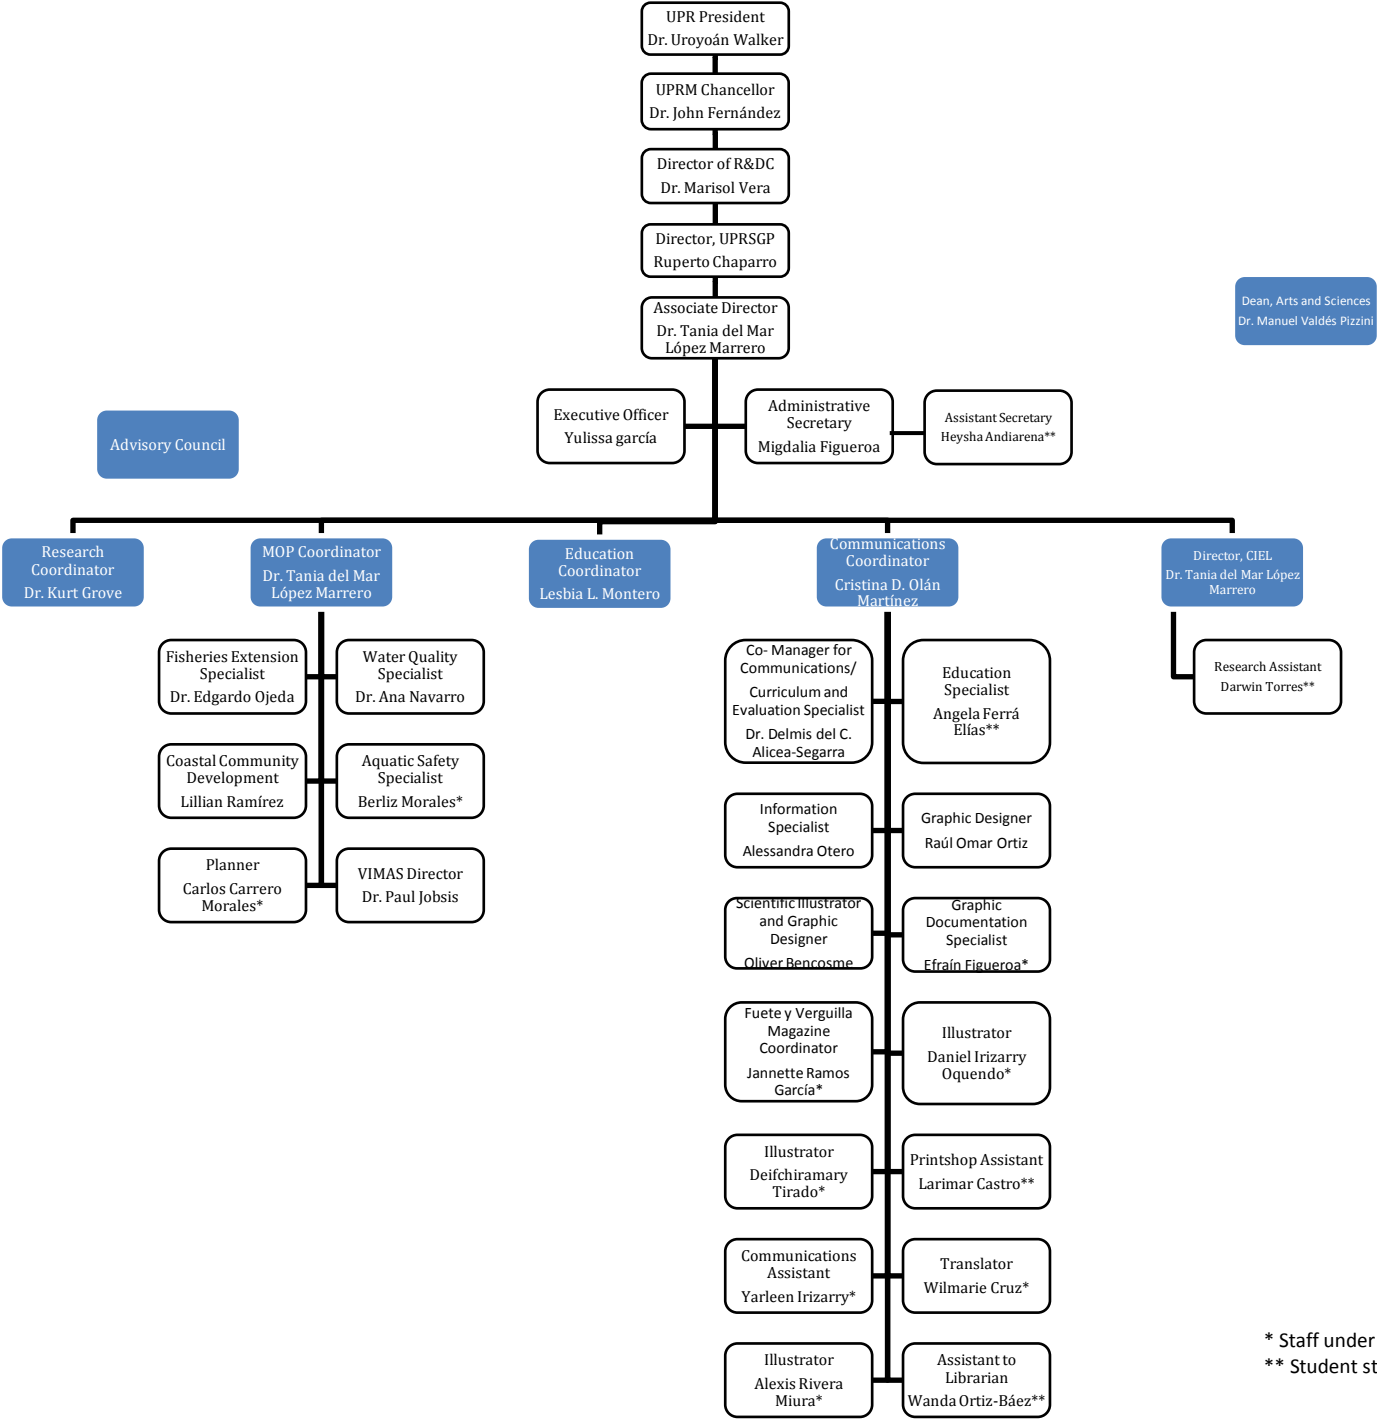 UPR President
Dr. Uroyoán Walker
UPRM Chancellor
Dr. John Fernández
Director of R&DC
Dr. Marisol Vera
Director, UPRSGP
Ruperto Chaparro
Associate Director
Dr. Tania del Mar
López Marrero
Dean, Arts and Sciences
Dr. Manuel Valdés Pizzini
Executive Officer
Yulissa garcía
Administrative
Secretary
Migdalia Figueroa
Assistant Secretary
Heysha Andiarena**
Advisory Council
Research
Coordinator
Dr. Kurt Grove
MOP Coordinator
Dr. Tania del Mar
López Marrero
Education
Coordinator
Lesbia L. Montero
Communications
Coordinator
Cristina D. Olán
Martínez
Director, CIEL
Dr. Tania del Mar López
Marrero
Fisheries Extension
Specialist
Dr. Edgardo Ojeda
Water Quality
Specialist
Dr. Ana Navarro
Coastal Community
Development
Lillian Ramírez
Aquatic Safety
Specialist
Berliz Morales*
Planner
Carlos Carrero
Morales*
VIMAS Director
Dr. Paul Jobsis
Co- Manager for
Communications/
Curriculum and
Evaluation Specialist
Dr. Delmis del C.
Alicea-Segarra
Education
Specialist
Angela Ferrá
Elías**
Information
Specialist
Alessandra Otero
Graphic Designer
Raúl Omar Ortiz
Scientific Illustrator
and Graphic
Designer
Oliver Bencosme
Graphic
Documentation
Specialist
Efraín Figueroa*
Fuete y Verguilla
Magazine
Coordinator
Jannette Ramos
García*
Illustrator
Daniel Irizarry
Oquendo*
Illustrator
Deifchiramary
Tirado*
Printshop Assistant
Larimar Castro**
Communications
Assistant
Yarleen Irizarry*
Translator
Wilmarie Cruz*
Illustrator
Alexis Rivera
Miura*
Assistant to
Librarian
Wanda Ortiz-Báez**
Research Assistant
Darwin Torres**
* Staff under
** Student st